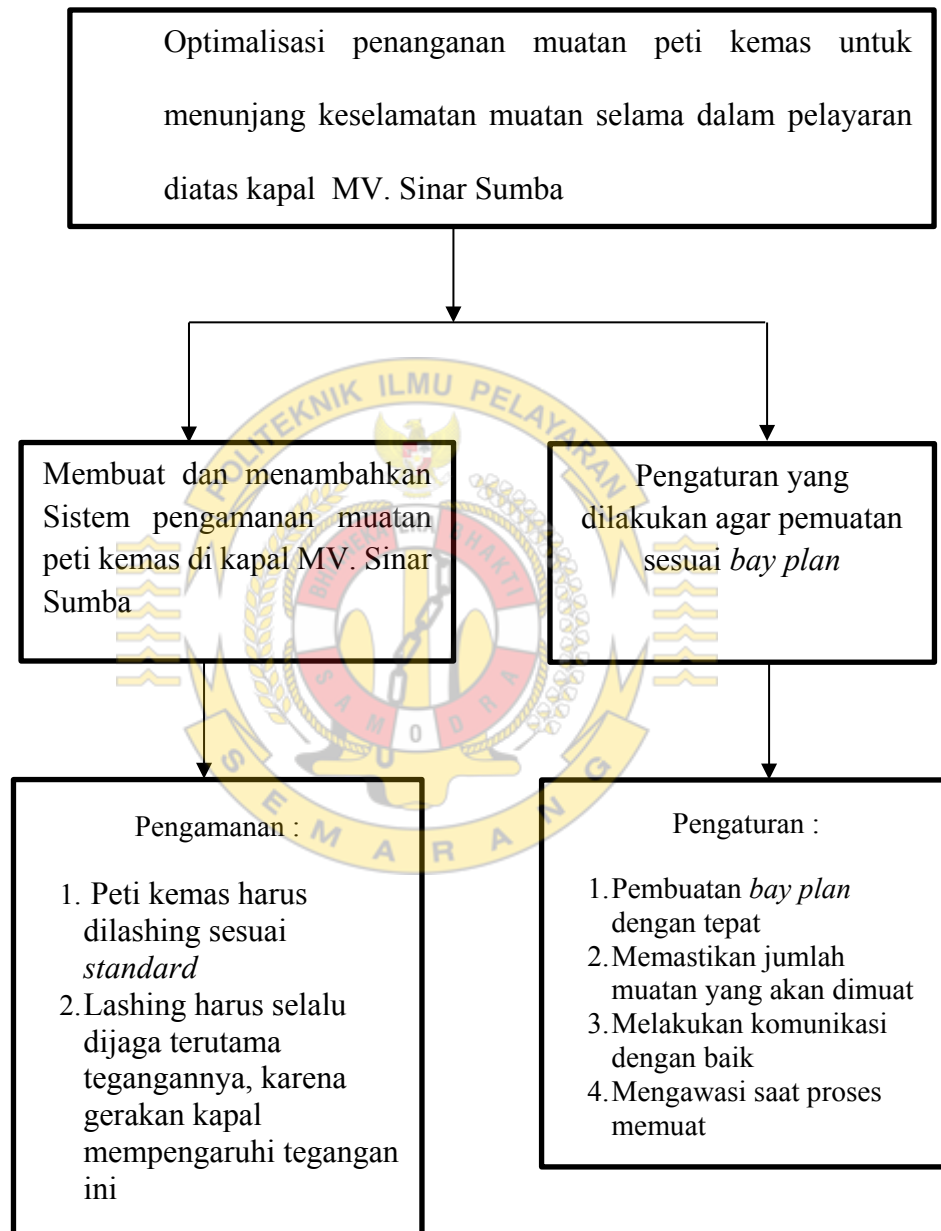 Optimalisasi penanganan muatan peti kemas untuk
menunjang keselamatan muatan selama dalam pelayaran
diatas kapal MV. Sinar Sumba
POLITEKNIK ILMU PELAYARAN
Membuat dan menambahkan
Sistem pengamanan muatan
peti kemas di kapal MV. Sinar
Sumba
Pengaturan yang
dilakukan agar pemuatan
sesuai bay plan
BHAKTI
SAMODRA
SEMARANG
Pengamanan :
1. Peti kemas harus
dilashing sesuai
standard
2. Lashing harus selalu
dijaga terutama
tegangannya, karena
gerakan kapal
mempengaruhi tegangan
ini
Pengaturan :
1. Pembuatan bay plan
dengan tepat
2. Memastikan jumlah
muatan yang akan dimuat
3. Melakukan komunikasi
dengan baik
4. Mengawasi saat proses
memuat